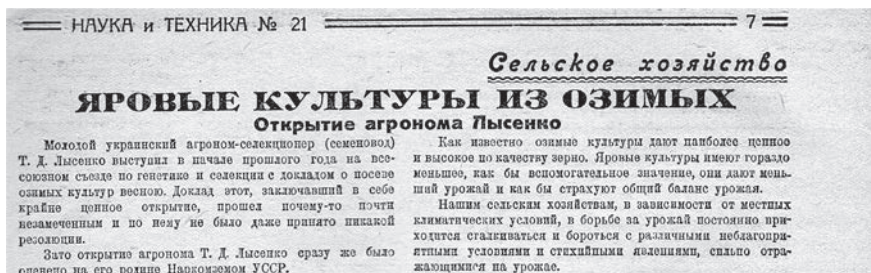 НАУКА и ТЕХНИКА № 21
7
Сельское хозяйство
ЯРОВЫЕ КУЛЬТУРЫ ИЗ ОЗИМЫХ
Открытие агронома Лысенко
Молодой украинский агроном-селекционер (семеновод)
Т. Д. Лысенко выступил в начале прошлого года на все-
союзном съезде по генетике и селекции с докладом о посеве
озимых культур весною. Доклад этот, заключавший в себе
крайне ценное открытие, прошел почему-то почти
незамеченным и по нему не было даже принято никакой
резолюции.
Зато открытие агронома Т. Д. Лысенко сразу же было
оценено на его родине Наркомземом УССР.
Как известно озимые культуры дают наиболее ценное
и высокое по качеству зерно. Яровые культуры имеют гораздо
меньшее, как бы вспомогательное значение, они дают мень-
ший урожай и как бы страхуют общий баланс урожая.
Нашим сельским хозяйствам, в зависимости от местных
климатических условий, в борьбе за урожай постоянно при-
ходится сталкиваться и бороться с различными неблагопри-
ятными условиями и стихийными явлениями, сильно отра-
жающимися на урожае.